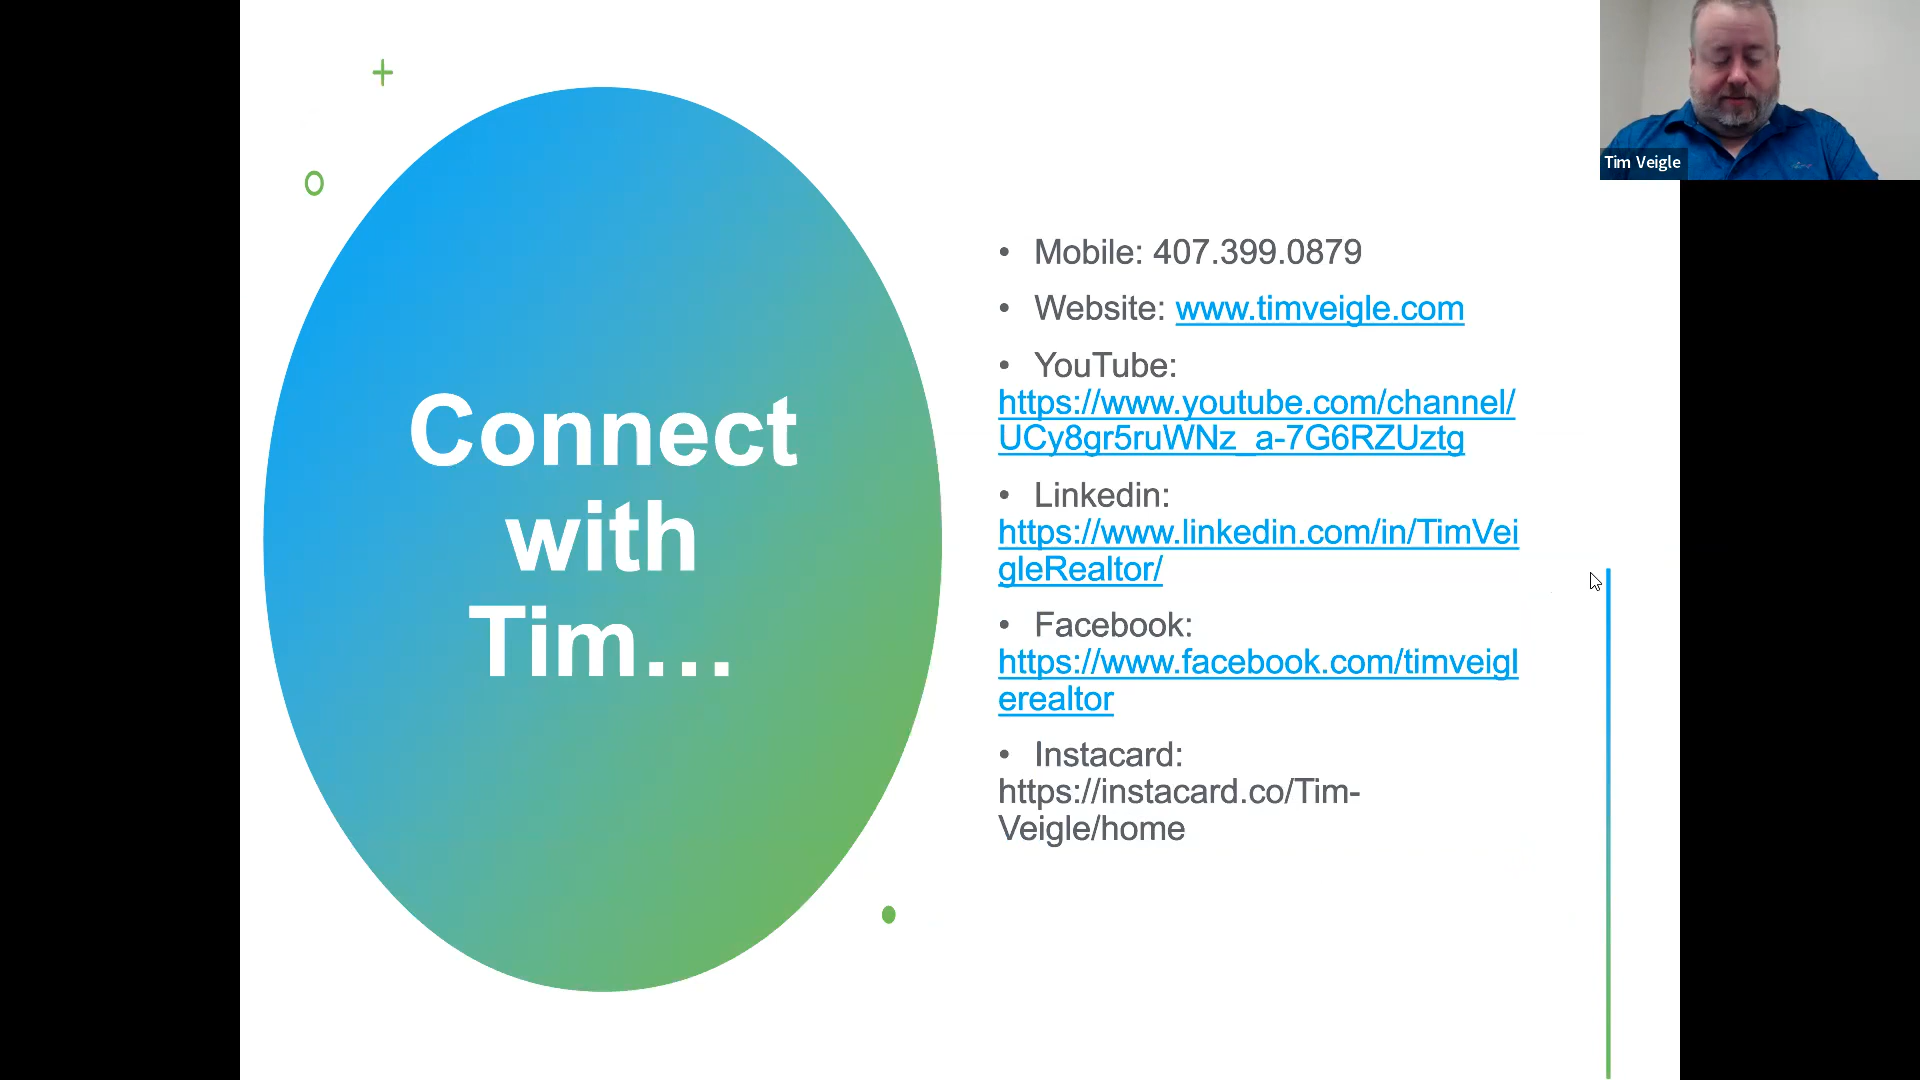 Connect
with
Tim…
• Mobile: 407.399.0879
• Website: www.timveigle.com
• YouTube:
https://www.youtube.com/channel/
UCy8gr5ruWNz_a-7G6RZUztg
• Linkedin:
https://www.linkedin.com/in/TimVei
gleRealtor/
• Facebook:
https://www.facebook.com/timveigl
erealtor
• Instacard:
https://instacard.co/Tim-
Veigle/home
Tim Veigle